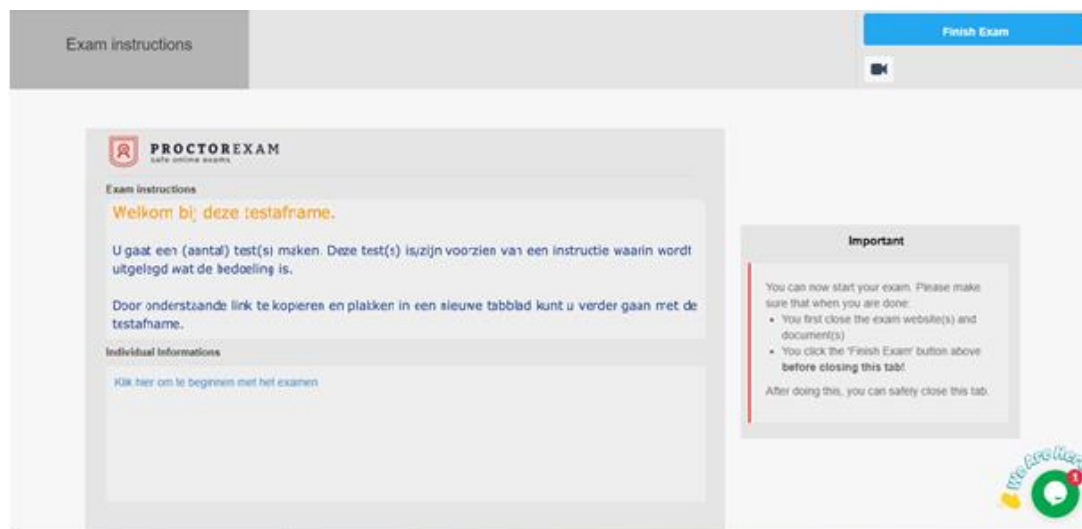 Exam instructions
Finish Exam
PROCTOREXAM
safe online exams
Exam instructions
Welkom bij deze testafname.
U gaat een (aantal) test(s) maken. Deze test(s) is/zijn voorzien van een instructie waarin wordt
uitgelegd wat de bedoeling is.
Door onderstaande link te kopieren en plakken in een nieuwe tabblad kunt u verder gaan met de
testafname.
Individual Informations
Klik hier om te beginnen met het examen
Important
You can now start your exam. Please make
sure that when you are done:
• You first close the exam website(s) and
document(s)
• You click the 'Finish Exam' button above
before closing this tab!
After doing this, you can safely close this tab.
We Are Here
1